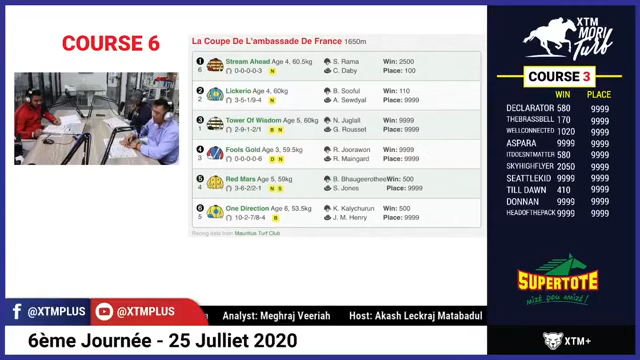 COURSE 6
La Coupe De L'ambassade De France 1650m
1 Stream Ahead Age 4, 60.5kg S. Rama Win: 2500
6 0-0-0-0-3 N C. Daby Place: 100
2 Lickerio Age 4, 60kg B. Sooful Win: 110
2 3-5-1/9-4 N A. Sewdyal Place: 9999
3 Tower Of Wisdom Age 5, 60kg N. Juglall Win: 9999
1 2-9-1-2/1 B N G. Rousset Place: 9999
4 Fools Gold Age 3, 59.5kg R. Joorawon Win: 9999
3 0-0-0-0-6 D N R. Maingard Place: 9999
5 Red Mars Age 5, 59kg B. Bhaugeerothee Win: 500
4 3-6-2/2-1 N S S. Jones Place: 9999
6 One Direction Age 6, 53.5kg K. Kalychurun Win: 500
5 10-2-7/8-4 B J. M. Henry Place: 9999
Racing data from Mauritius Turf Club
XTM
MORI
Turf
COURSE 3
WIN PLACE
DECLARATOR 580 9999
THEBRASSBELL 170 9999
WELLCONNECTED 1020 9999
ASPARA 9999 9999
ITDOESNTMATTER 580 9999
SKYHIGHFLYER 2050 9999
SEATTLEKID 9999 9999
TILL DAWN 410 9999
DONNAN 9999 9999
HEADOFTHEPACK 9999 9999
SUPERTOTE
mizé peu amizé !
f @XTMPLUS @XTMPLUS
Analyst: Meghraj Veeriah Host: Akash Leckraj Matabadul
6ème Journée - 25 Julliet 2020
XTM+